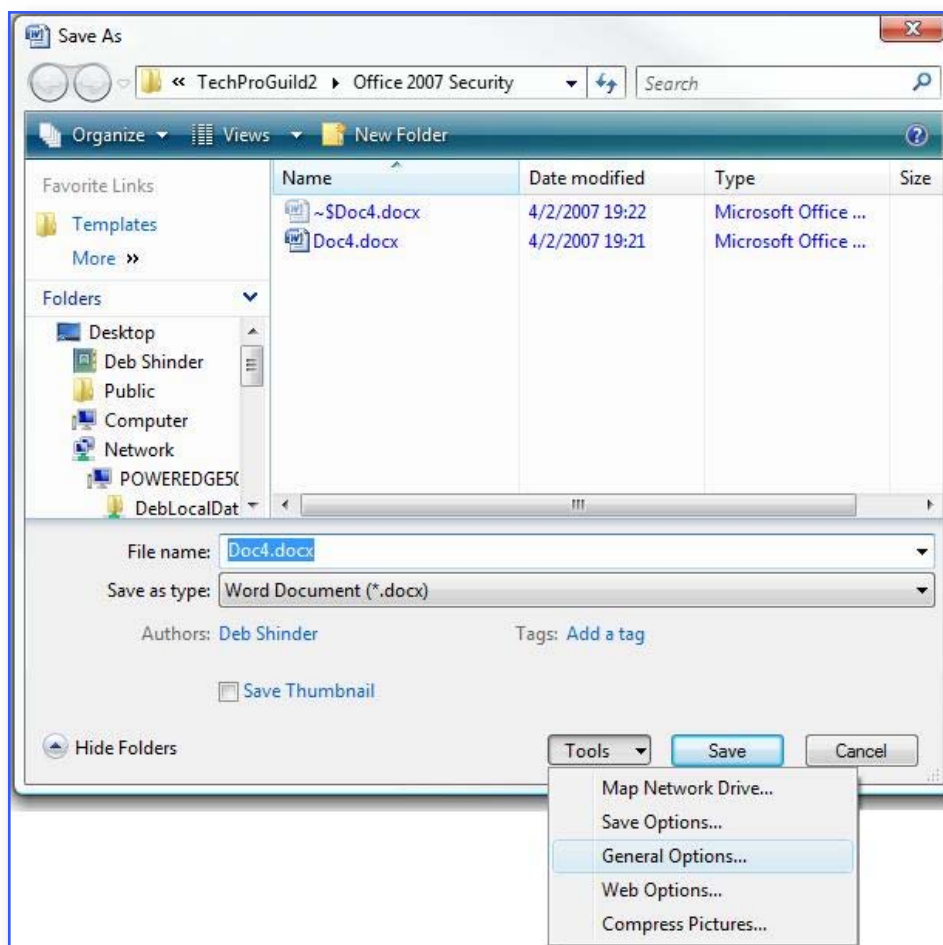 Save As
« TechProGuild2 Office 2007 Security
Search
Organize Views New Folder
Favorite Links
Templates
More »
Folders
Desktop
Deb Shinder
Public
Computer
Network
POWEREDGE50
DebLocalDat
Name Date modified Type Size
~$Doc4.docx 4/2/2007 19:22 Microsoft Office ...
Doc4.docx 4/2/2007 19:21 Microsoft Office ...
File name: Doc4.docx
Save as type: Word Document (*.docx)
Authors: Deb Shinder Tags: Add a tag
Save Thumbnail
Hide Folders Tools Save Cancel
Map Network Drive...
Save Options...
General Options...
Web Options...
Compress Pictures...